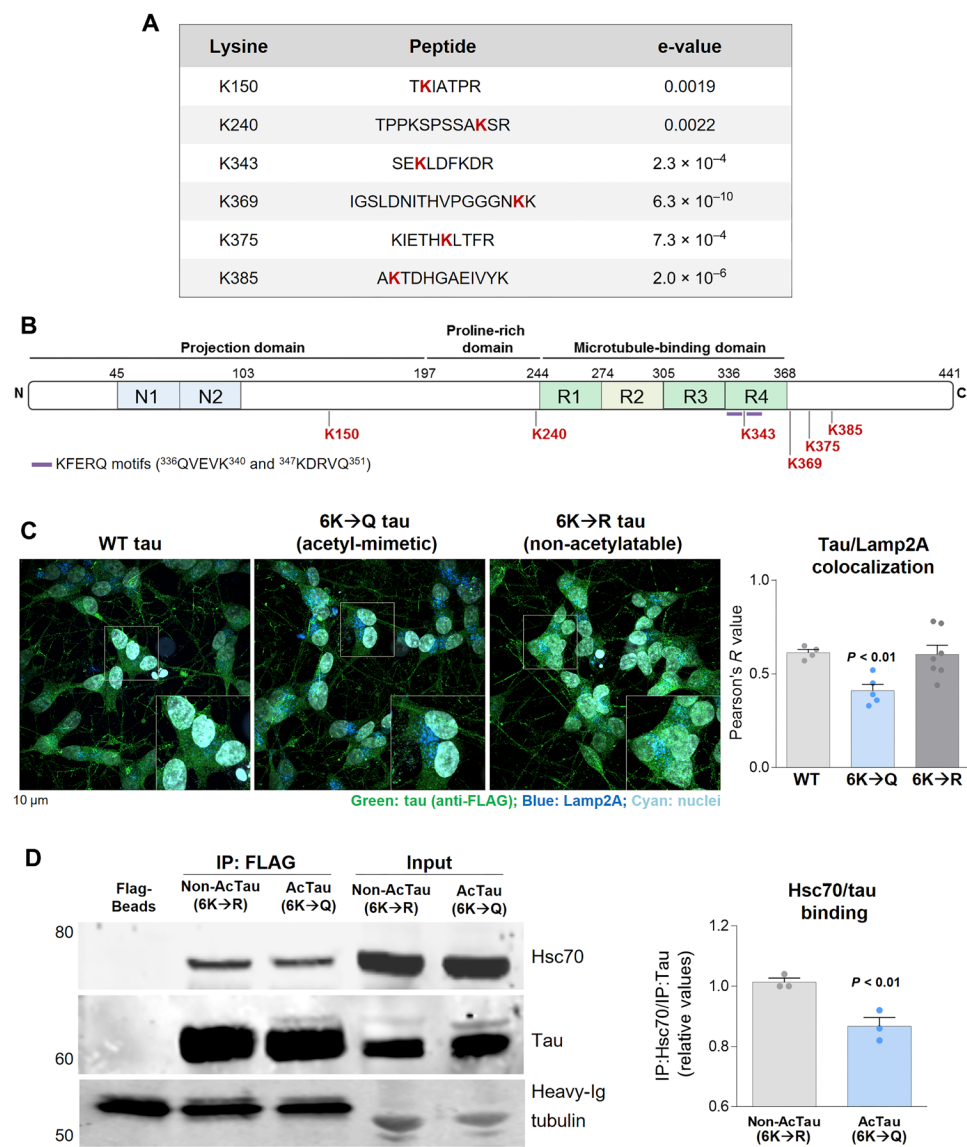 A
Lysine Peptide e-value
K150 TKIATPR 0.0019
K240 TPPKSPSSAKSR 0.0022
K343 SEKLDFKDR 2.3 × 10⁻⁴
K369 IGSLDNITHVPGGGNKK 6.3 × 10⁻¹⁰
K375 KIETHKLTFR 7.3 × 10⁻⁴
K385 AKTDHGAEIVYK 2.0 × 10⁻⁶
B
Projection domain
Proline-rich
domain
Microtubule-binding domain
45 103 197 244 274 305 336 368 441
N N1 N2 R1 R2 R3 R4 C
K150 K240 K343 K369 K375 K385
KFERQ motifs (³³⁶QVEVK³⁴⁰ and ³⁴⁷KDRVQ³⁵¹)
C
WT tau
6K→Q tau
(acetyl-mimetic)
6K→R tau
(non-acetylatable)
10 µm
Green: tau (anti-FLAG); Blue: Lamp2A; Cyan: nuclei
Tau/Lamp2A
colocalization
Pearson's R value
1.0
0.5
0.0
P < 0.01
WT 6K→Q 6K→R
D
IP: FLAG Input
Flag-
Beads
Non-AcTau
(6K→R)
AcTau
(6K→Q)
Non-AcTau
(6K→R)
AcTau
(6K→Q)
80
Hsc70
Tau
60
Heavy-Ig
tubulin
50
Hsc70/tau
binding
IP:Hsc70/IP:Tau
(relative values)
1.2
1.0
0.8
0.6
P < 0.01
Non-AcTau
(6K→R)
AcTau
(6K→Q)